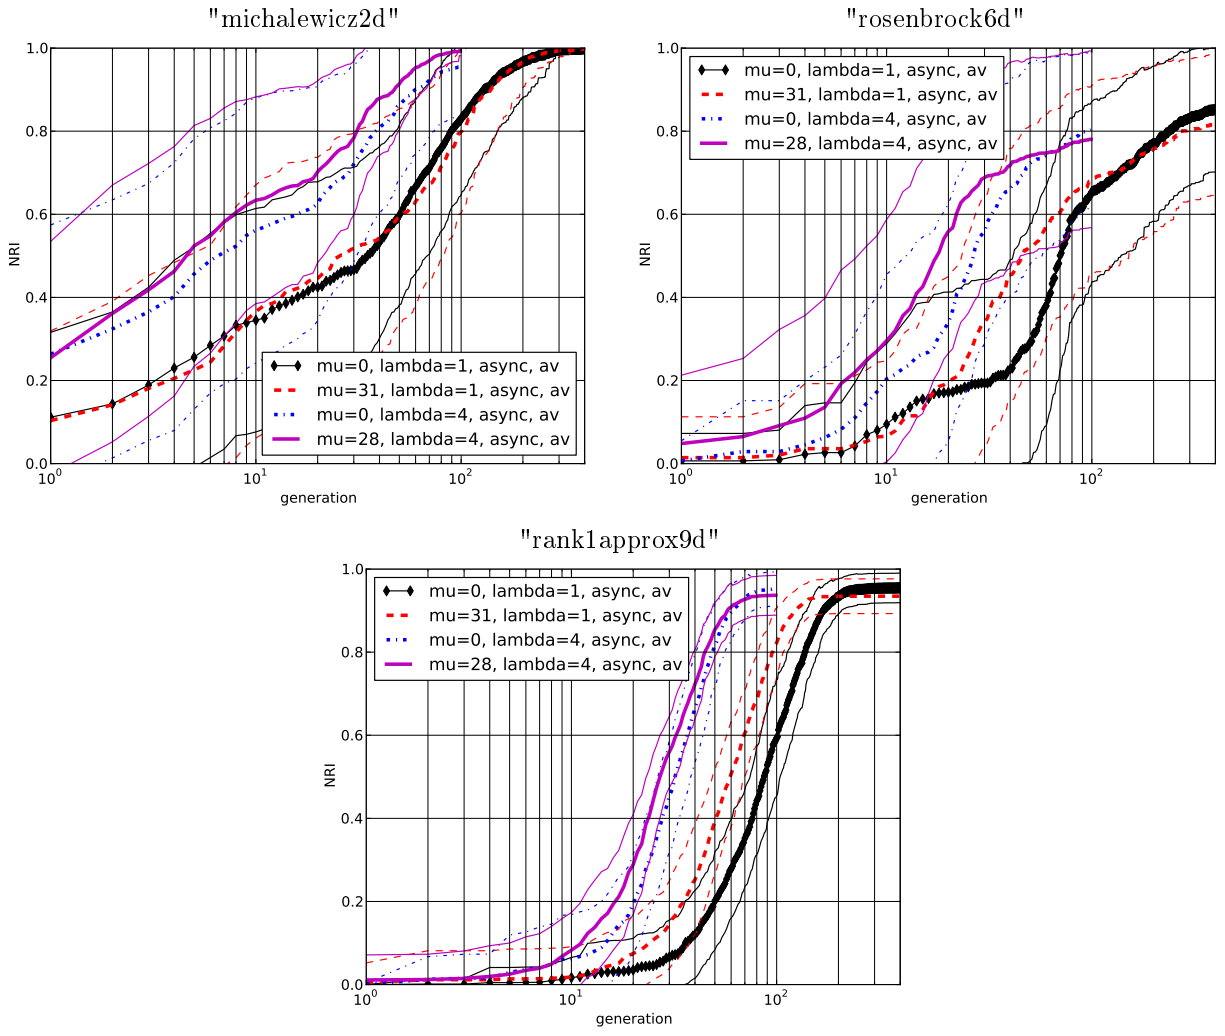 "michalewicz2d"
1.0
0.8
0.6
0.4
0.2
0.0
NRI
10^0
10^1
10^2
generation
mu=0, lambda=1, async, av
mu=31, lambda=1, async, av
mu=0, lambda=4, async, av
mu=28, lambda=4, async, av
"rosenbrock6d"
1.0
0.8
0.6
0.4
0.2
0.0
NRI
10^0
10^1
10^2
generation
mu=0, lambda=1, async, av
mu=31, lambda=1, async, av
mu=0, lambda=4, async, av
mu=28, lambda=4, async, av
"rank1approx9d"
1.0
0.8
0.6
0.4
0.2
0.0
NRI
10^0
10^1
10^2
generation
mu=0, lambda=1, async, av
mu=31, lambda=1, async, av
mu=0, lambda=4, async, av
mu=28, lambda=4, async, av